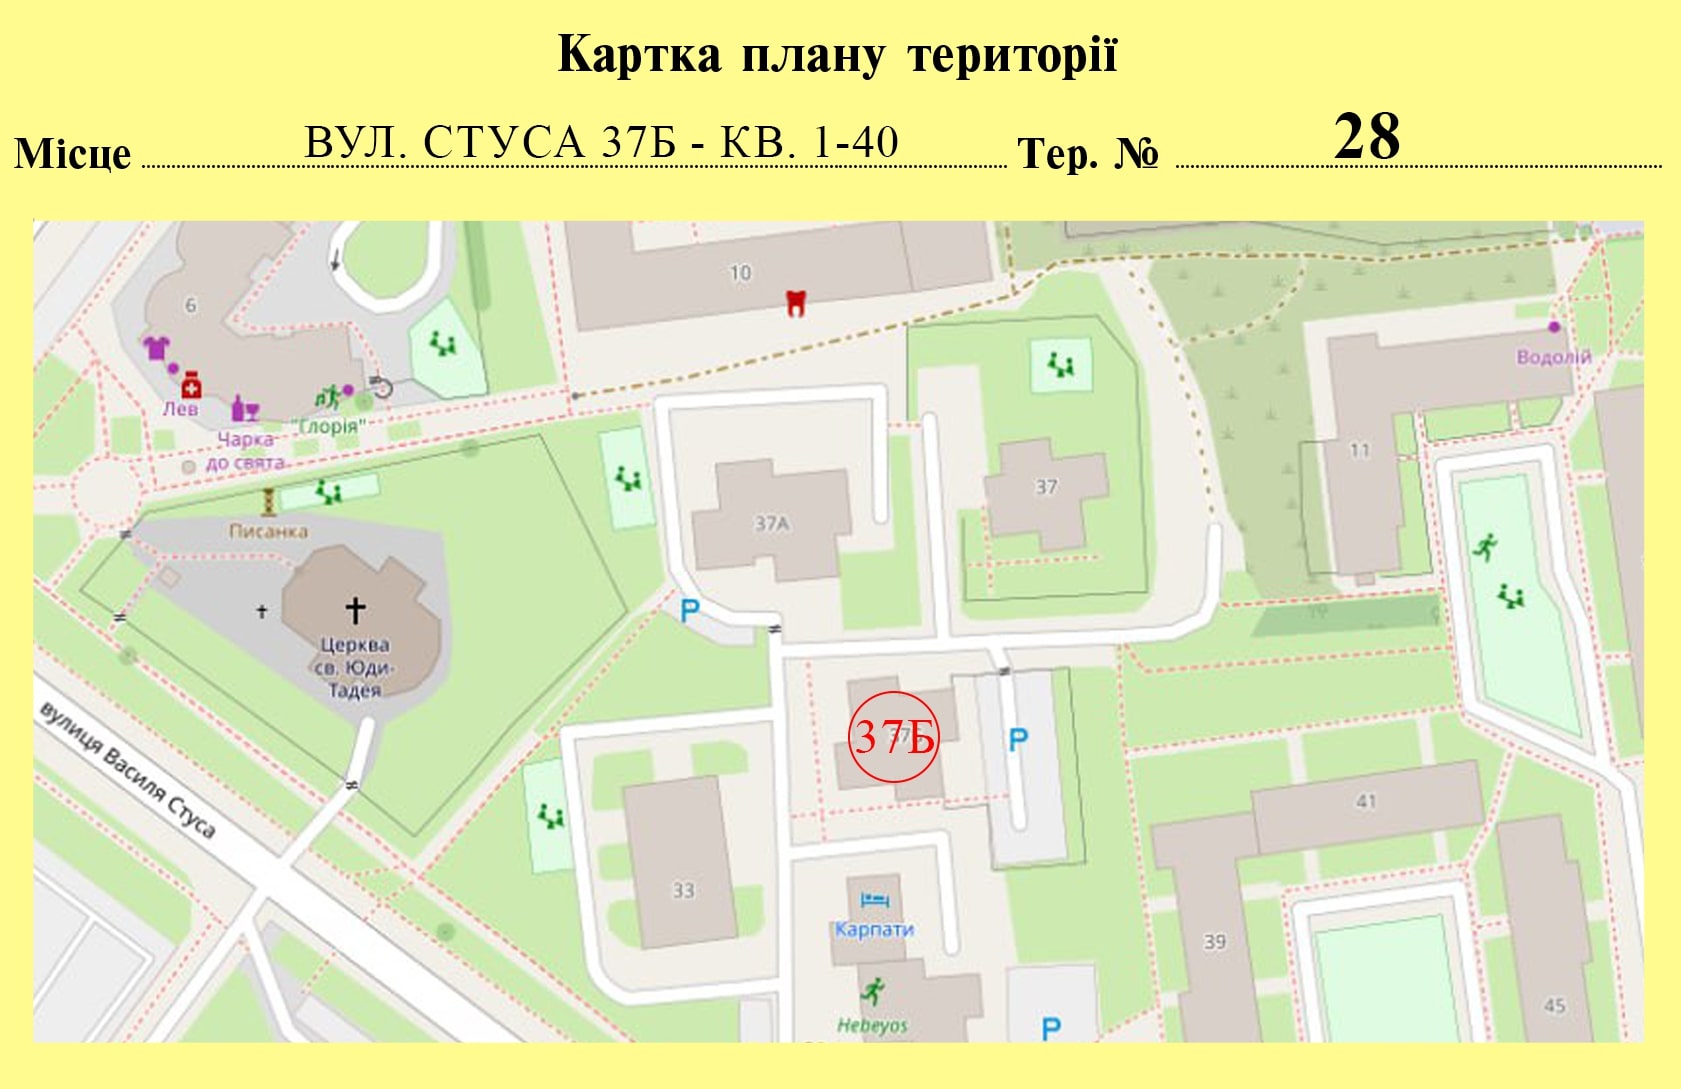 Картка плану території
Місце ВУЛ. СТУСА 37Б - КВ. 1-40 Тер. № 28
10
6
Водолій
Лев
"Глорія"
Чарка
до свята
11
37
37А
Писанка
P
Церква
св. Юди-
Тадея
вулиця Василя Стуса
37Б
P
41
33
Карпати
39
45
Hebeyos
P